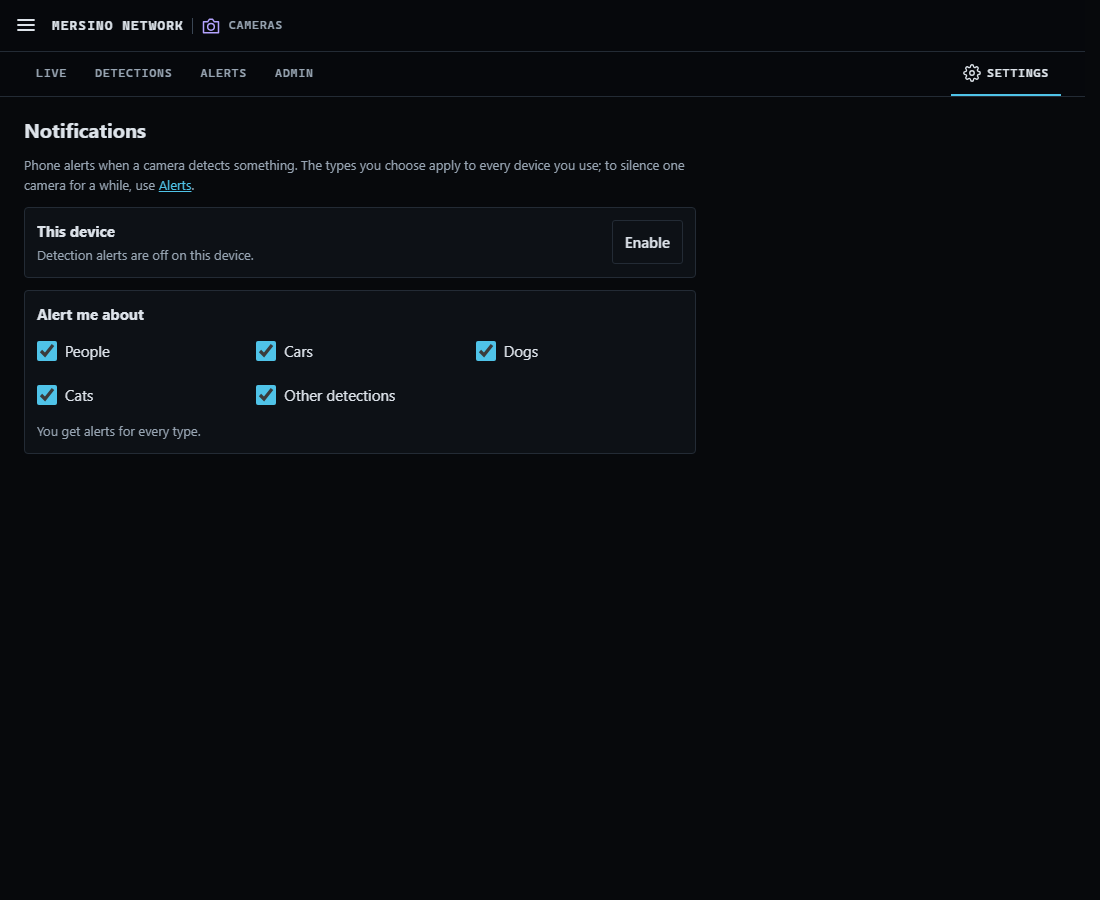 MERSINO NETWORK
CAMERAS
LIVE
DETECTIONS
ALERTS
ADMIN
SETTINGS
Notifications
Phone alerts when a camera detects something. The types you choose apply to every device you use; to silence one
camera for a while, use Alerts.
This device
Detection alerts are off on this device.
Enable
Alert me about
People
Cars
Dogs
Cats
Other detections
You get alerts for every type.